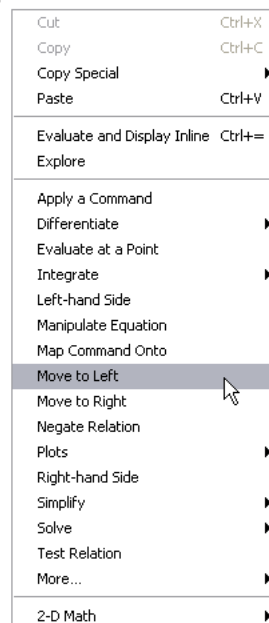 Cut Ctrl+X
Copy Ctrl+C
Copy Special
Paste Ctrl+V
Evaluate and Display Inline Ctrl+=
Explore
Apply a Command
Differentiate
Evaluate at a Point
Integrate
Left-hand Side
Manipulate Equation
Map Command Onto
Move to Left
Move to Right
Negate Relation
Plots
Right-hand Side
Simplify
Solve
Test Relation
More...
2-D Math